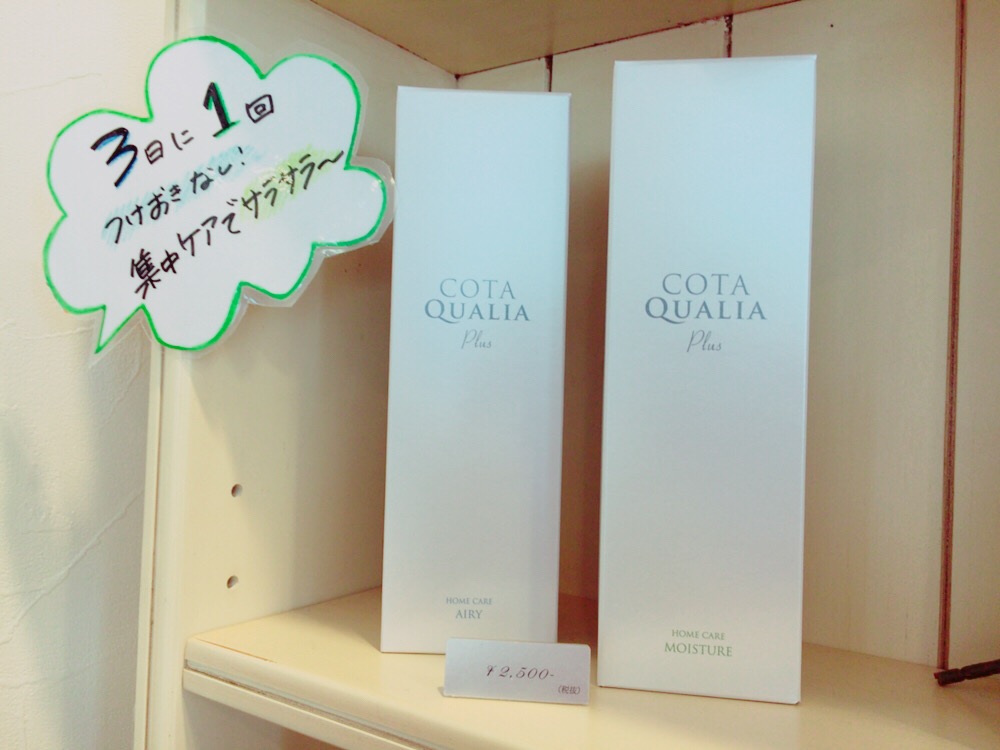 3日に1回
つけおきなし!
集中ケアでサラサラ〜
COTA
QUALIA
Plus
HOME CARE
AIRY
COTA
QUALIA
Plus
HOME CARE
MOISTURE
¥2,500-
(税抜)